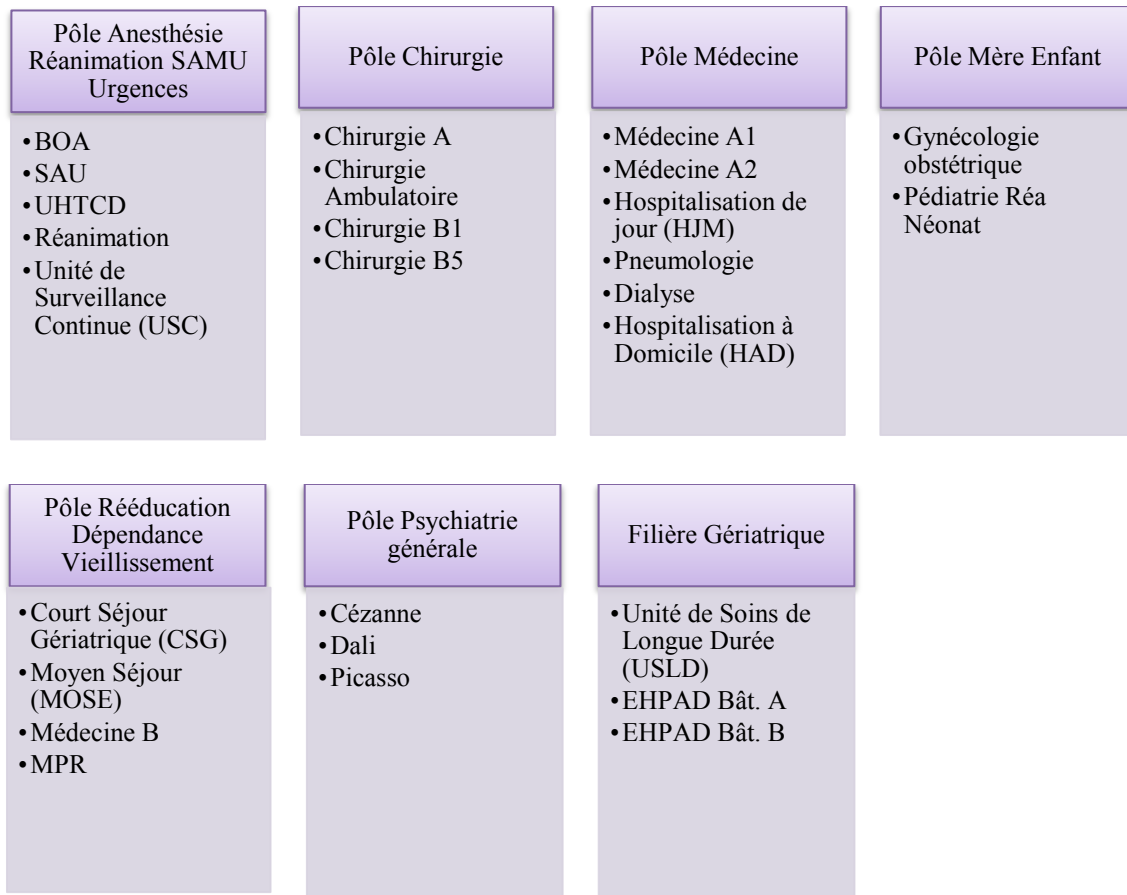 Pôle Anesthésie
Réanimation SAMU
Urgences
•BOA
•SAU
•UHTCD
•Réanimation
•Unité de
Surveillance
Continue (USC)
Pôle Chirurgie
•Chirurgie A
•Chirurgie
Ambulatoire
•Chirurgie B1
•Chirurgie B5
Pôle Médecine
•Médecine A1
•Médecine A2
•Hospitalisation de
jour (HJM)
•Pneumologie
•Dialyse
•Hospitalisation à
Domicile (HAD)
Pôle Mère Enfant
•Gynécologie
obstétrique
•Pédiatrie Réa
Néonat
Pôle Rééducation
Dépendance
Vieillissement
•Court Séjour
Gériatrique (CSG)
•Moyen Séjour
(MOSE)
•Médecine B
•MPR
Pôle Psychiatrie
générale
•Cézanne
•Dali
•Picasso
Filière Gériatrique
•Unité de Soins de
Longue Durée
(USLD)
•EHPAD Bât. A
•EHPAD Bât. B